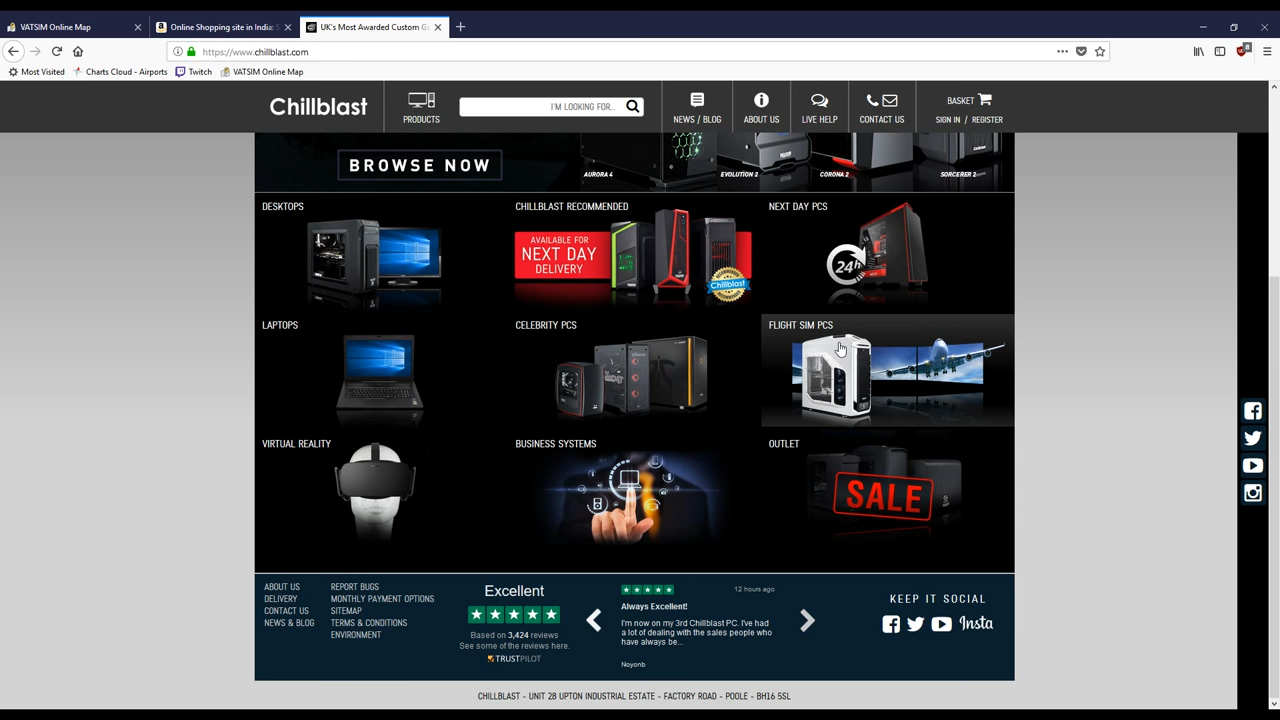 VATSIM Online Map
Online Shopping site in India: S
UK's Most Awarded Custom Ga
https://www.chillblast.com
Most Visited
Charts Cloud - Airports
Twitch
VATSIM Online Map
Chillblast
PRODUCTS
I'M LOOKING FOR...
NEWS / BLOG
ABOUT US
LIVE HELP
CONTACT US
BASKET
SIGN IN / REGISTER
BROWSE NOW
AURORA 4
EVOLUTION 2
CORONA 2
SORCERER 2
DESKTOPS
CHILLBLAST RECOMMENDED
AVAILABLE FOR
NEXT DAY
DELIVERY
Chillblast
NEXT DAY PCS
24h
LAPTOPS
CELEBRITY PCS
FLIGHT SIM PCS
VIRTUAL REALITY
BUSINESS SYSTEMS
OUTLET
SALE
ABOUT US
DELIVERY
CONTACT US
NEWS & BLOG
REPORT BUGS
MONTHLY PAYMENT OPTIONS
SITEMAP
TERMS & CONDITIONS
ENVIRONMENT
Excellent
Based on 3,424 reviews
See some of the reviews here.
TRUSTPILOT
12 hours ago
Always Excellent!
I'm now on my 3rd Chillblast PC. I've had
a lot of dealing with the sales people who
have always be...
Noyonb
KEEP IT SOCIAL
Insta
CHILLBLAST - UNIT 28 UPTON INDUSTRIAL ESTATE - FACTORY ROAD - POOLE - BH16 5SL